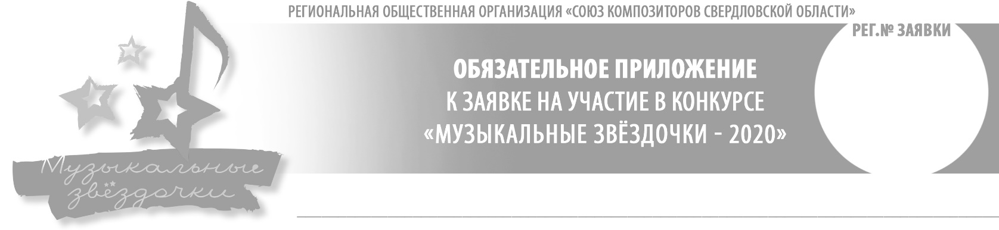 РЕГИОНАЛЬНАЯ ОБЩЕСТВЕННАЯ ОРГАНИЗАЦИЯ «СОЮЗ КОМПОЗИТОРОВ СВЕРДЛОВСКОЙ ОБЛАСТИ»
РЕГ.№ ЗАЯВКИ
ОБЯЗАТЕЛЬНОЕ ПРИЛОЖЕНИЕ
К ЗАЯВКЕ НА УЧАСТИЕ В КОНКУРСЕ
«МУЗЫКАЛЬНЫЕ ЗВЁЗДОЧКИ - 2020»
Музыкальные
звёздочки